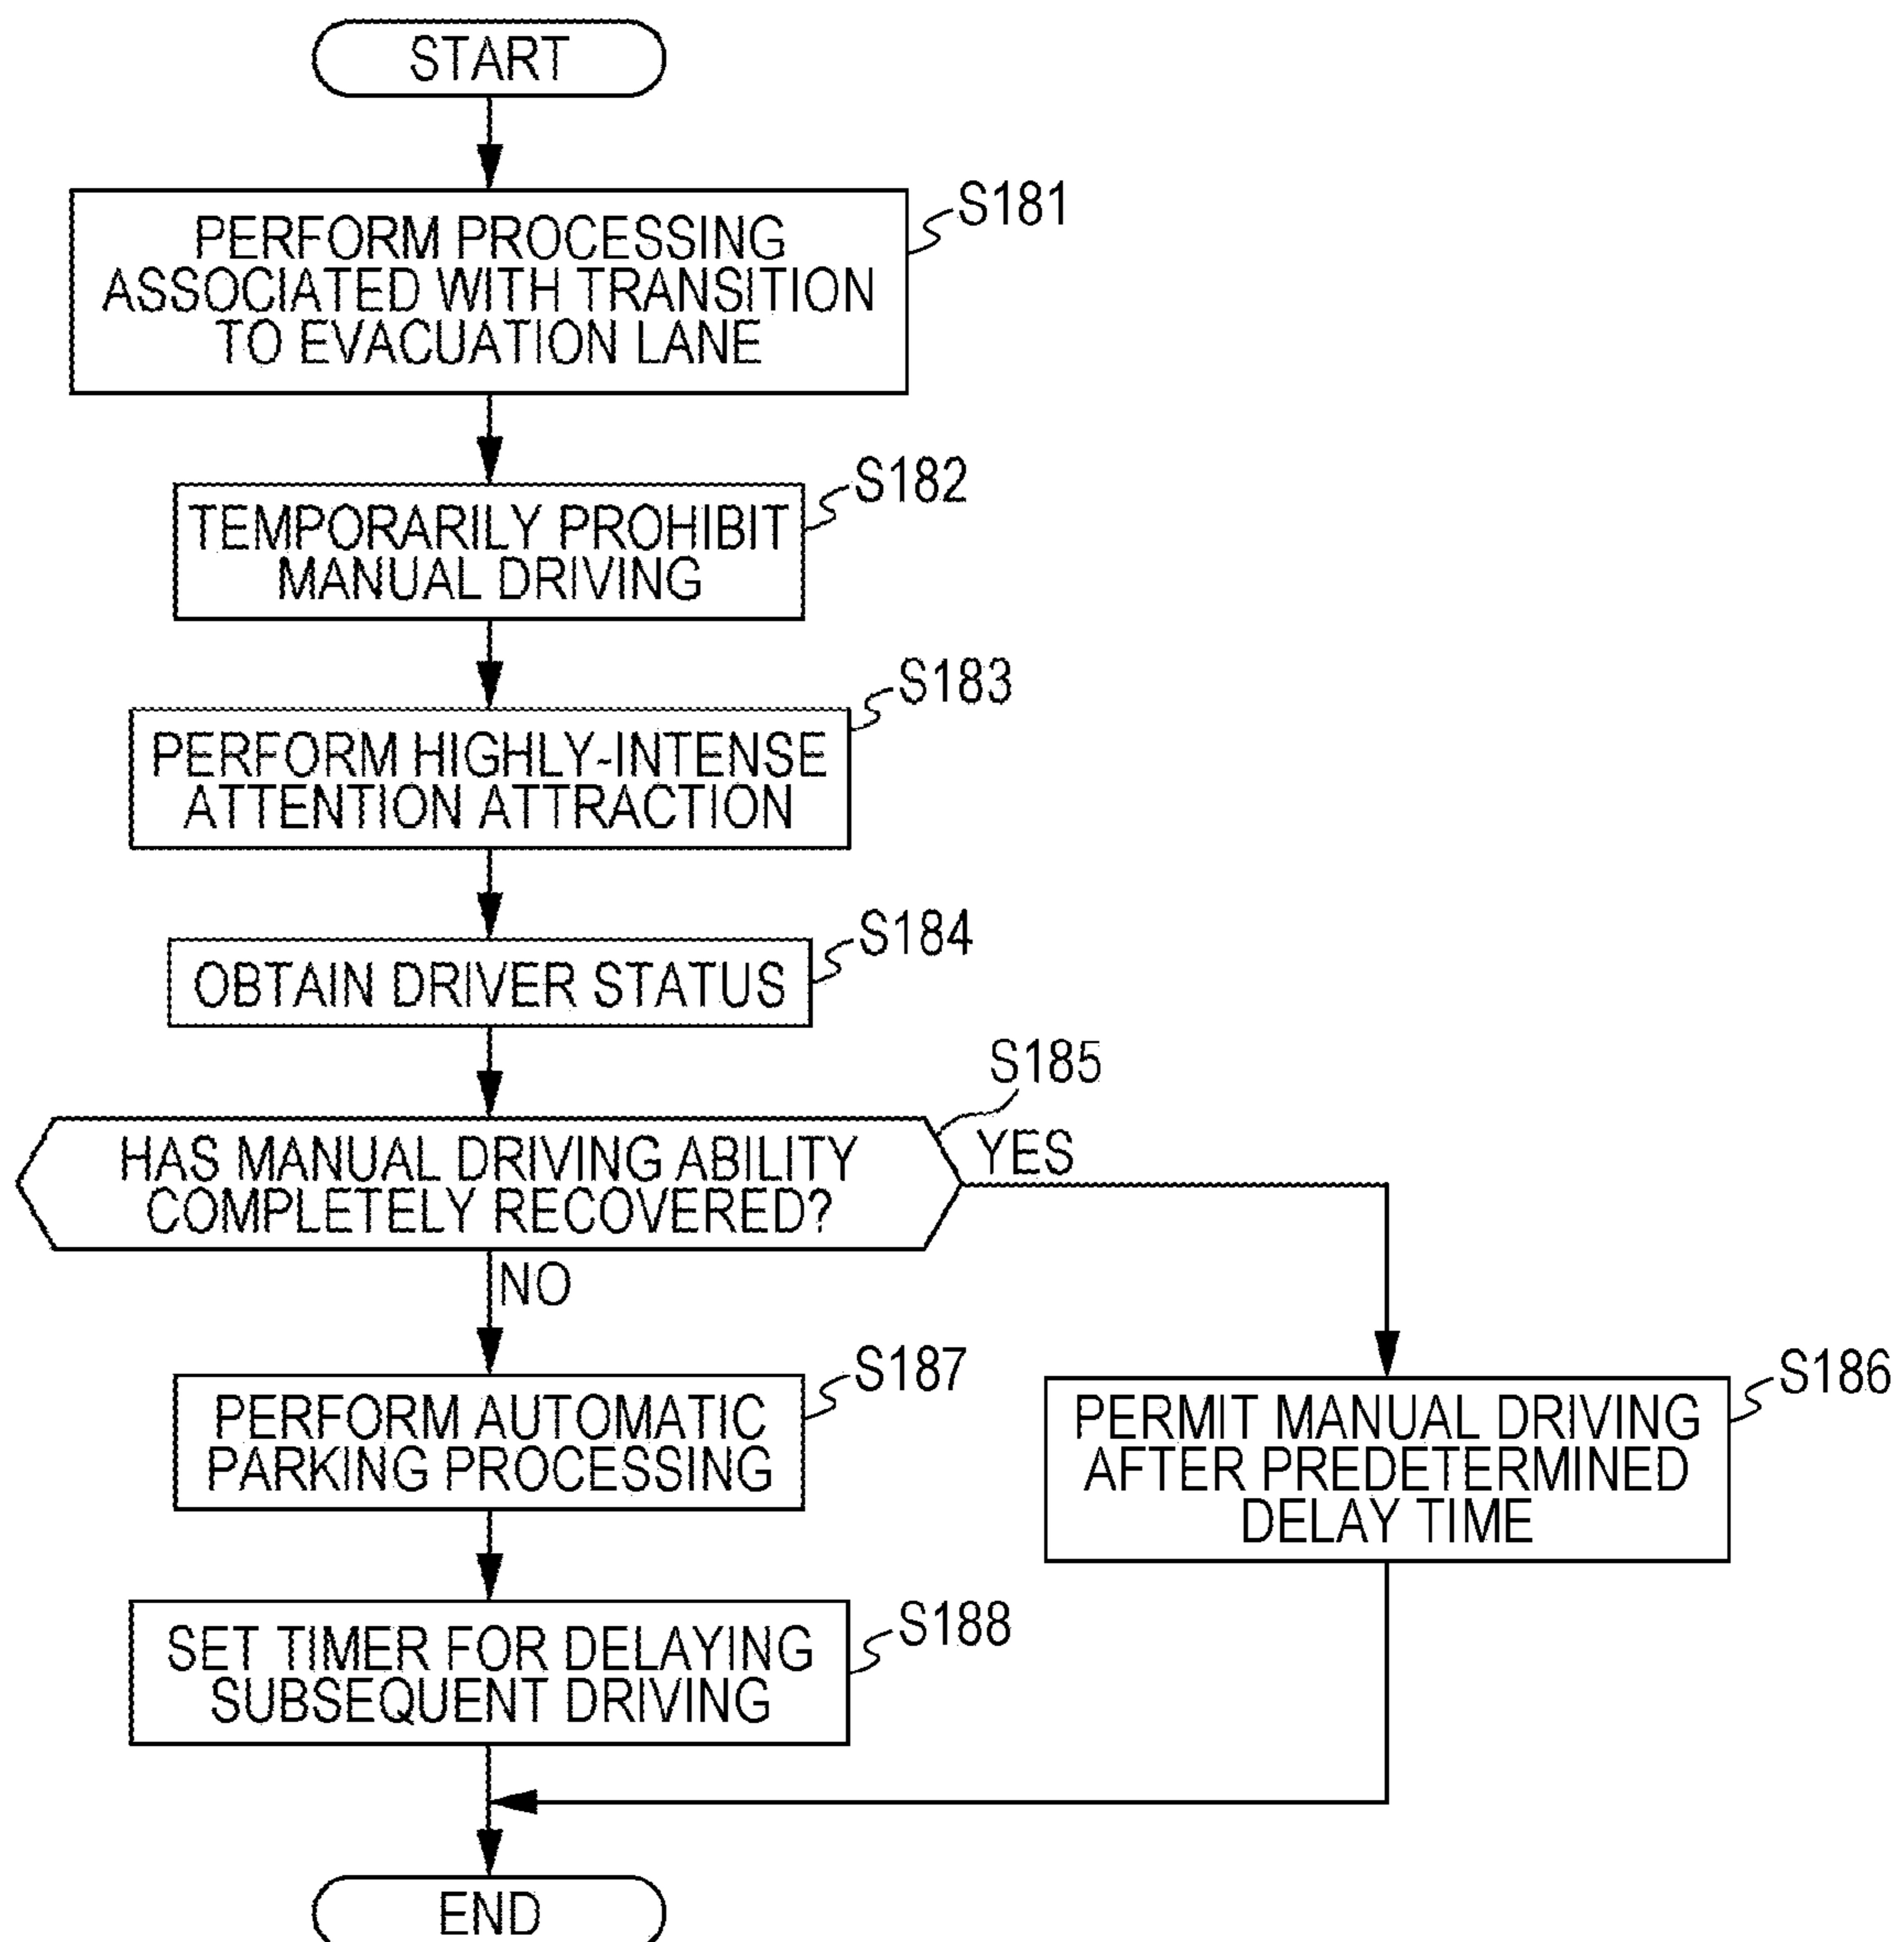 START
PERFORM PROCESSING
ASSOCIATED WITH TRANSITION
TO EVACUATION LANE
S181
TEMPORARILY PROHIBIT
MANUAL DRIVING
S182
PERFORM HIGHLY-INTENSE
ATTENTION ATTRACTION
S183
OBTAIN DRIVER STATUS
S184
HAS MANUAL DRIVING ABILITY
COMPLETELY RECOVERED?
S185
YES
NO
PERFORM AUTOMATIC
PARKING PROCESSING
S187
PERMIT MANUAL DRIVING
AFTER PREDETERMINED
DELAY TIME
S186
SET TIMER FOR DELAYING
SUBSEQUENT DRIVING
S188
END